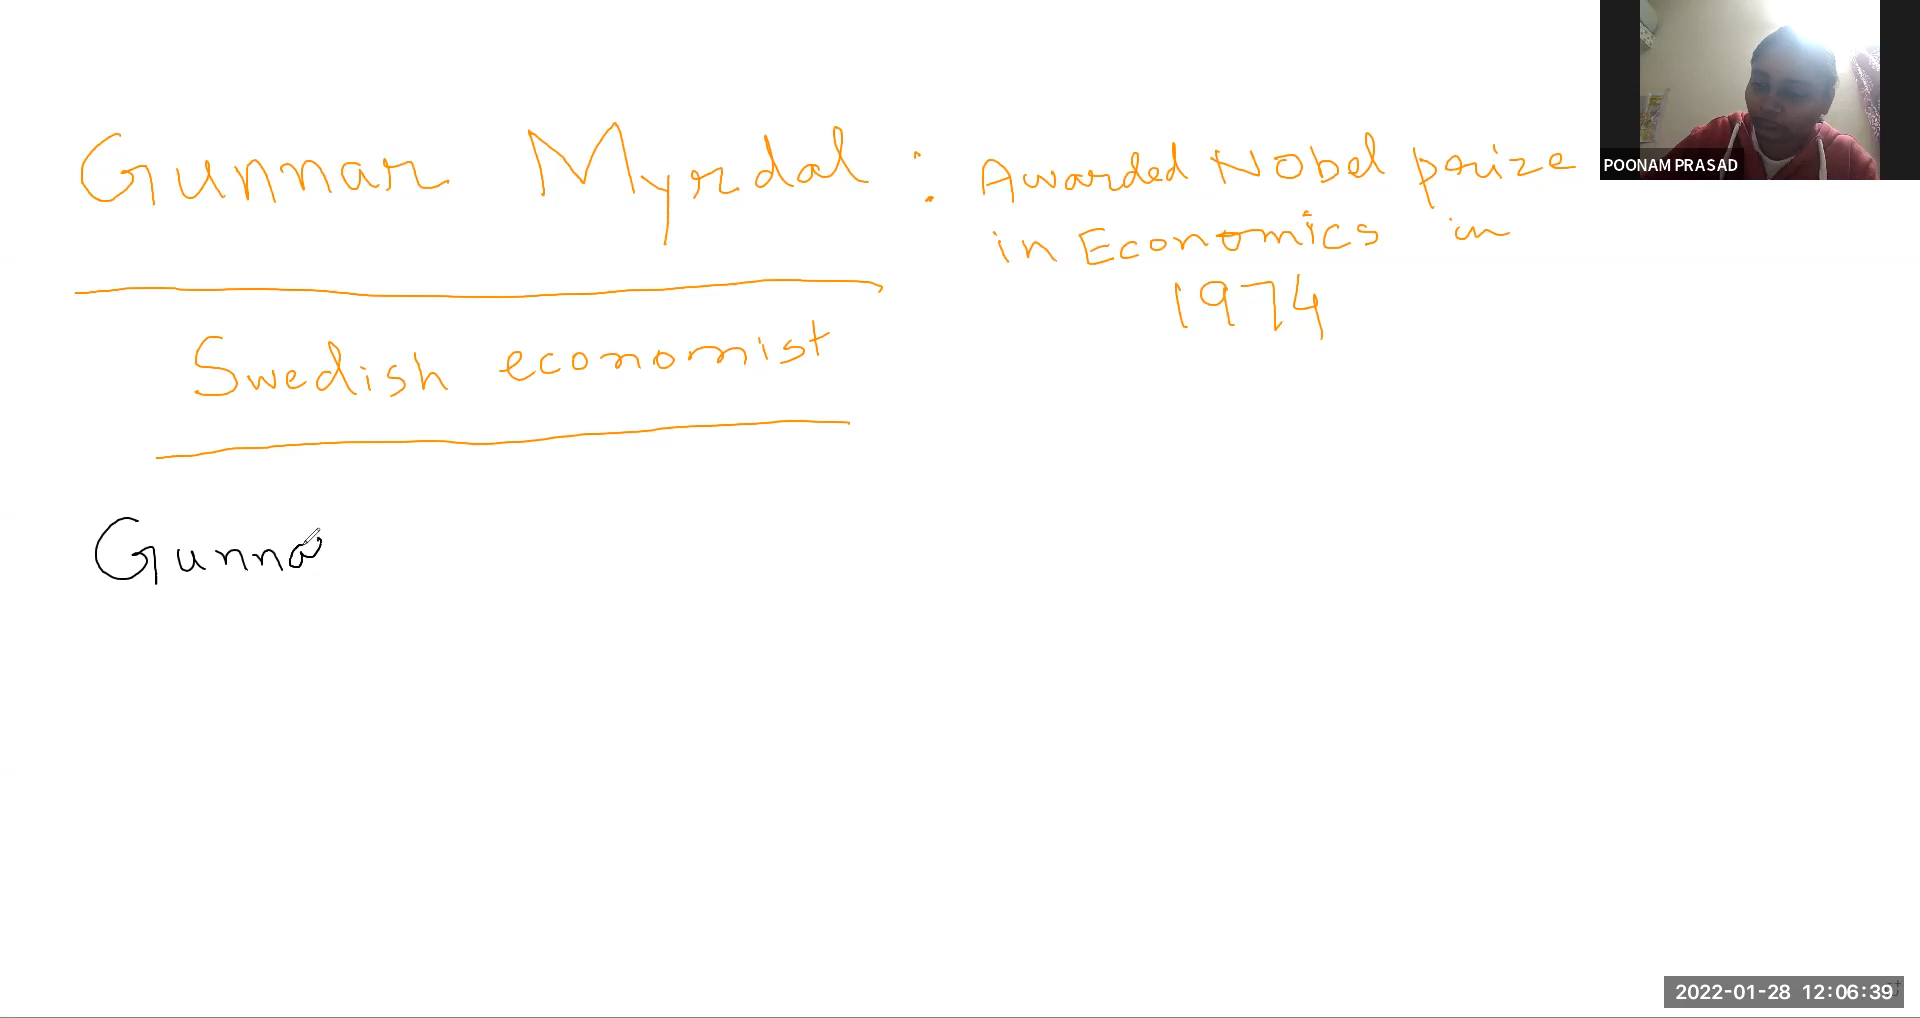 Gunnar Myrdal : Awarded Nobel prize
in Economics in
1974
Swedish economist
Gunna
POONAM PRASAD
2022-01-28 12:06:39